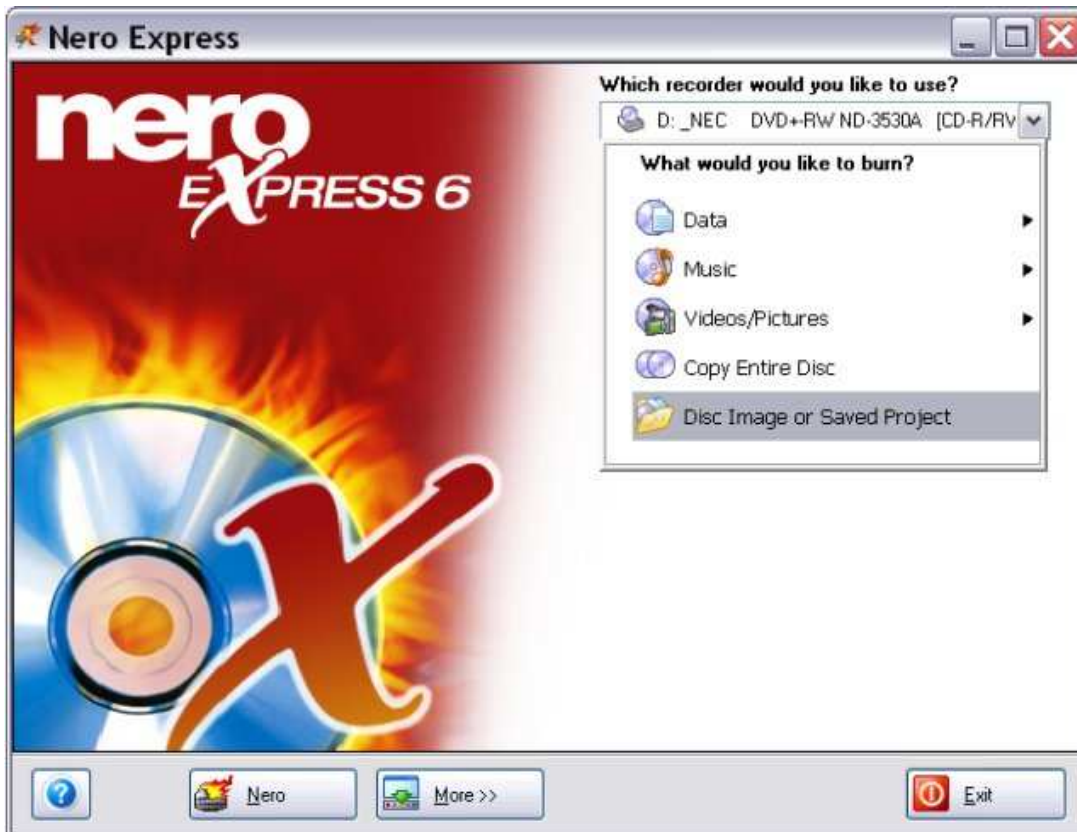 Nero Express
nero
EXPRESS 6
Which recorder would you like to use?
D: _NEC DVD+-RW ND-3530A [CD-R/RV
What would you like to burn?
Data
Music
Videos/Pictures
Copy Entire Disc
Disc Image or Saved Project
?
Nero
More >>
Exit